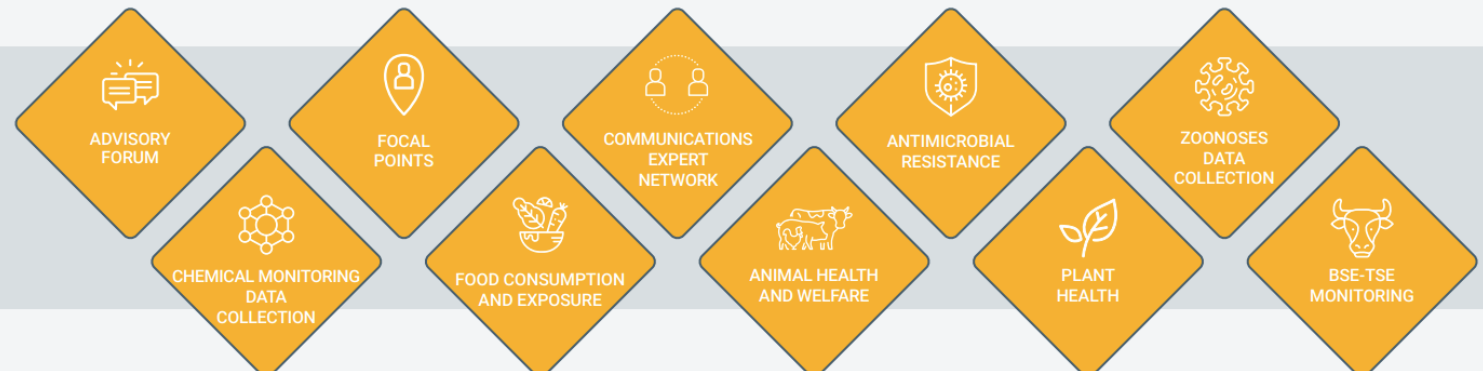 ADVISORY
FORUM
FOCAL
POINTS
COMMUNICATIONS
EXPERT
NETWORK
ANTIMICROBIAL
RESISTANCE
ZOONOSES
DATA
COLLECTION
CHEMICAL MONITORING
DATA
COLLECTION
FOOD CONSUMPTION
AND EXPOSURE
ANIMAL HEALTH
AND WELFARE
PLANT
HEALTH
BSE-TSE
MONITORING